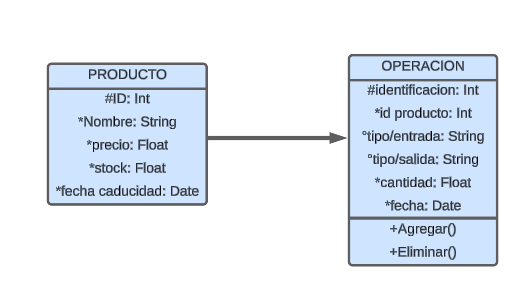 PRODUCTO
#ID: Int
*Nombre: String
*precio: Float
*stock: Float
*fecha caducidad: Date
OPERACION
#identificacion: Int
*id producto: Int
°tipo/entrada: String
°tipo/salida: String
*cantidad: Float
*fecha: Date
+Agregar()
+Eliminar()